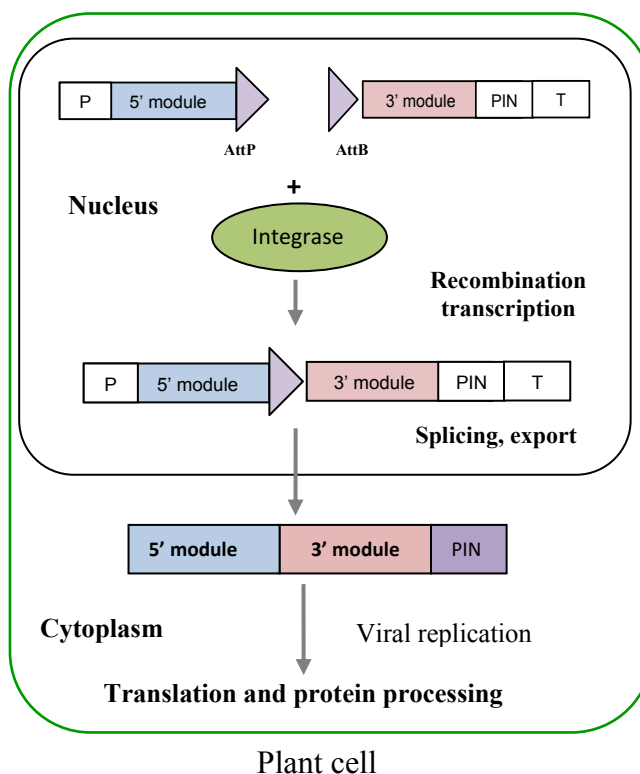 P 5’ module 3’ module PIN T
AttP AttB
+
Nucleus
Integrase
Recombination
transcription
P 5’ module 3’ module PIN T
Splicing, export
5’ module 3’ module PIN
Cytoplasm
Viral replication
Translation and protein processing
Plant cell